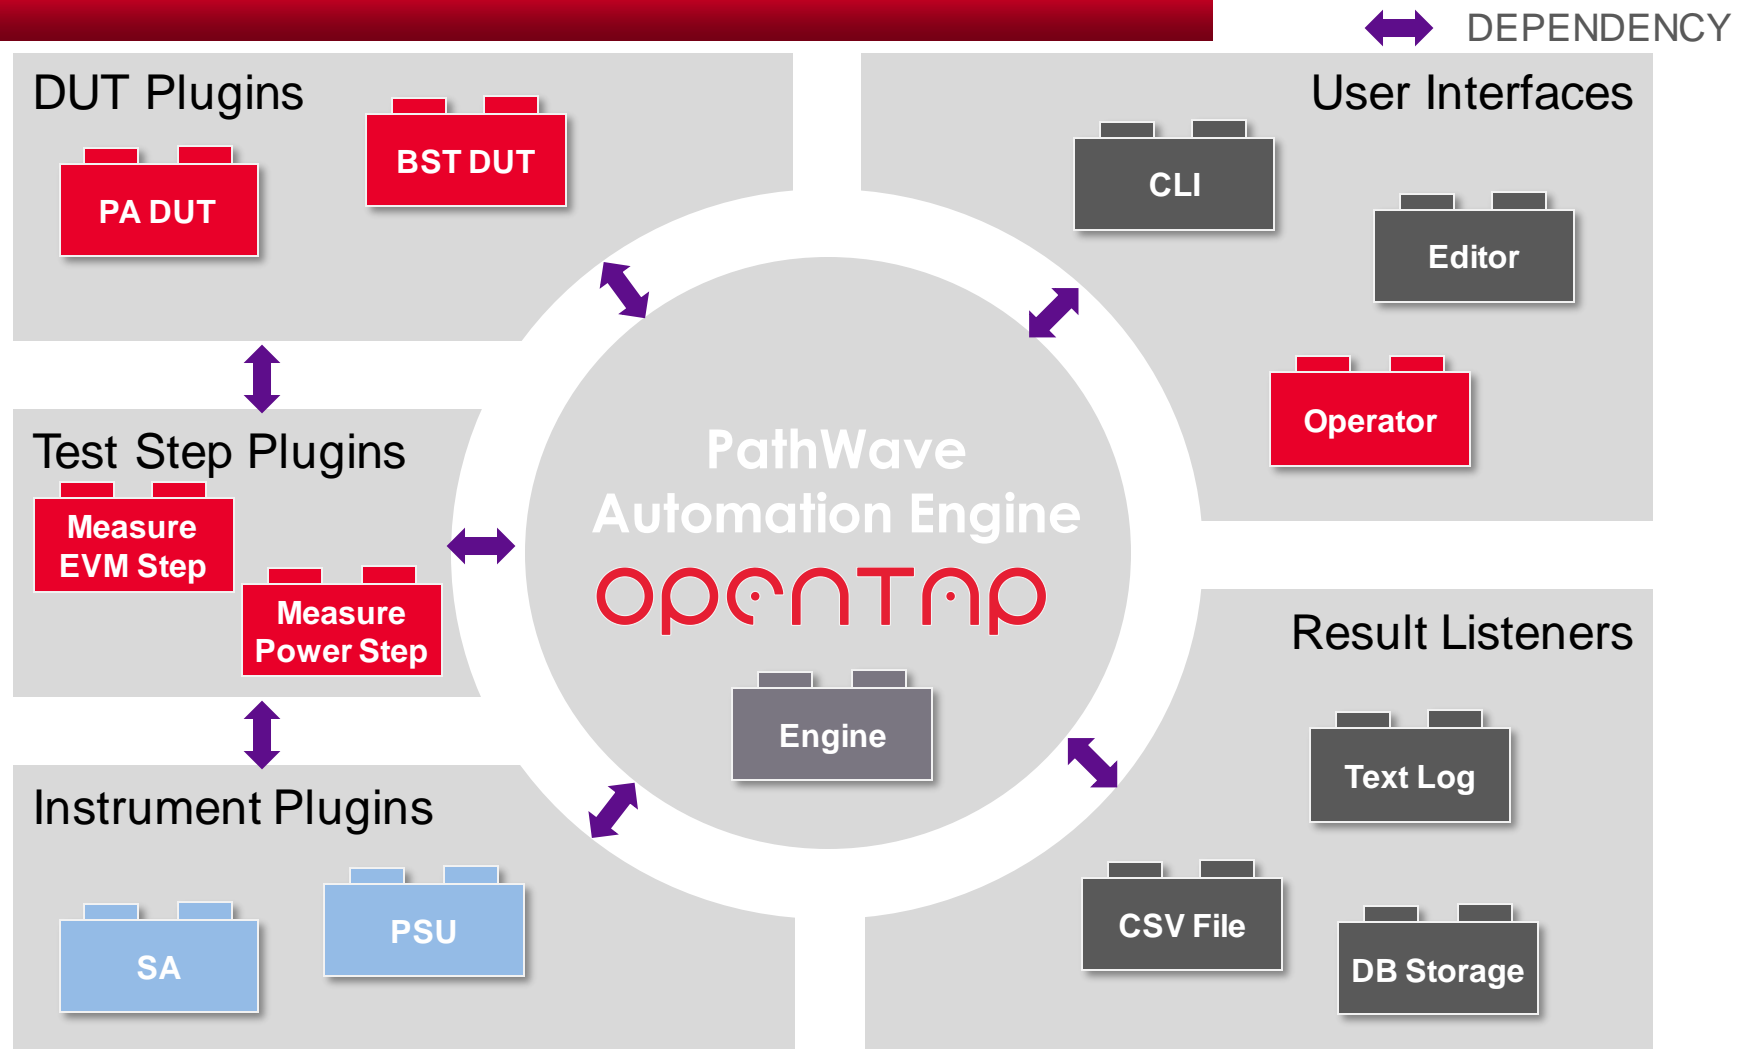 DEPENDENCY
DUT Plugins
PA DUT
BST DUT
User Interfaces
CLI
Editor
Operator
Test Step Plugins
Measure
EVM Step
Measure
Power Step
PathWave
Automation Engine
OPENTAP
Engine
Instrument Plugins
SA
PSU
Result Listeners
Text Log
CSV File
DB Storage